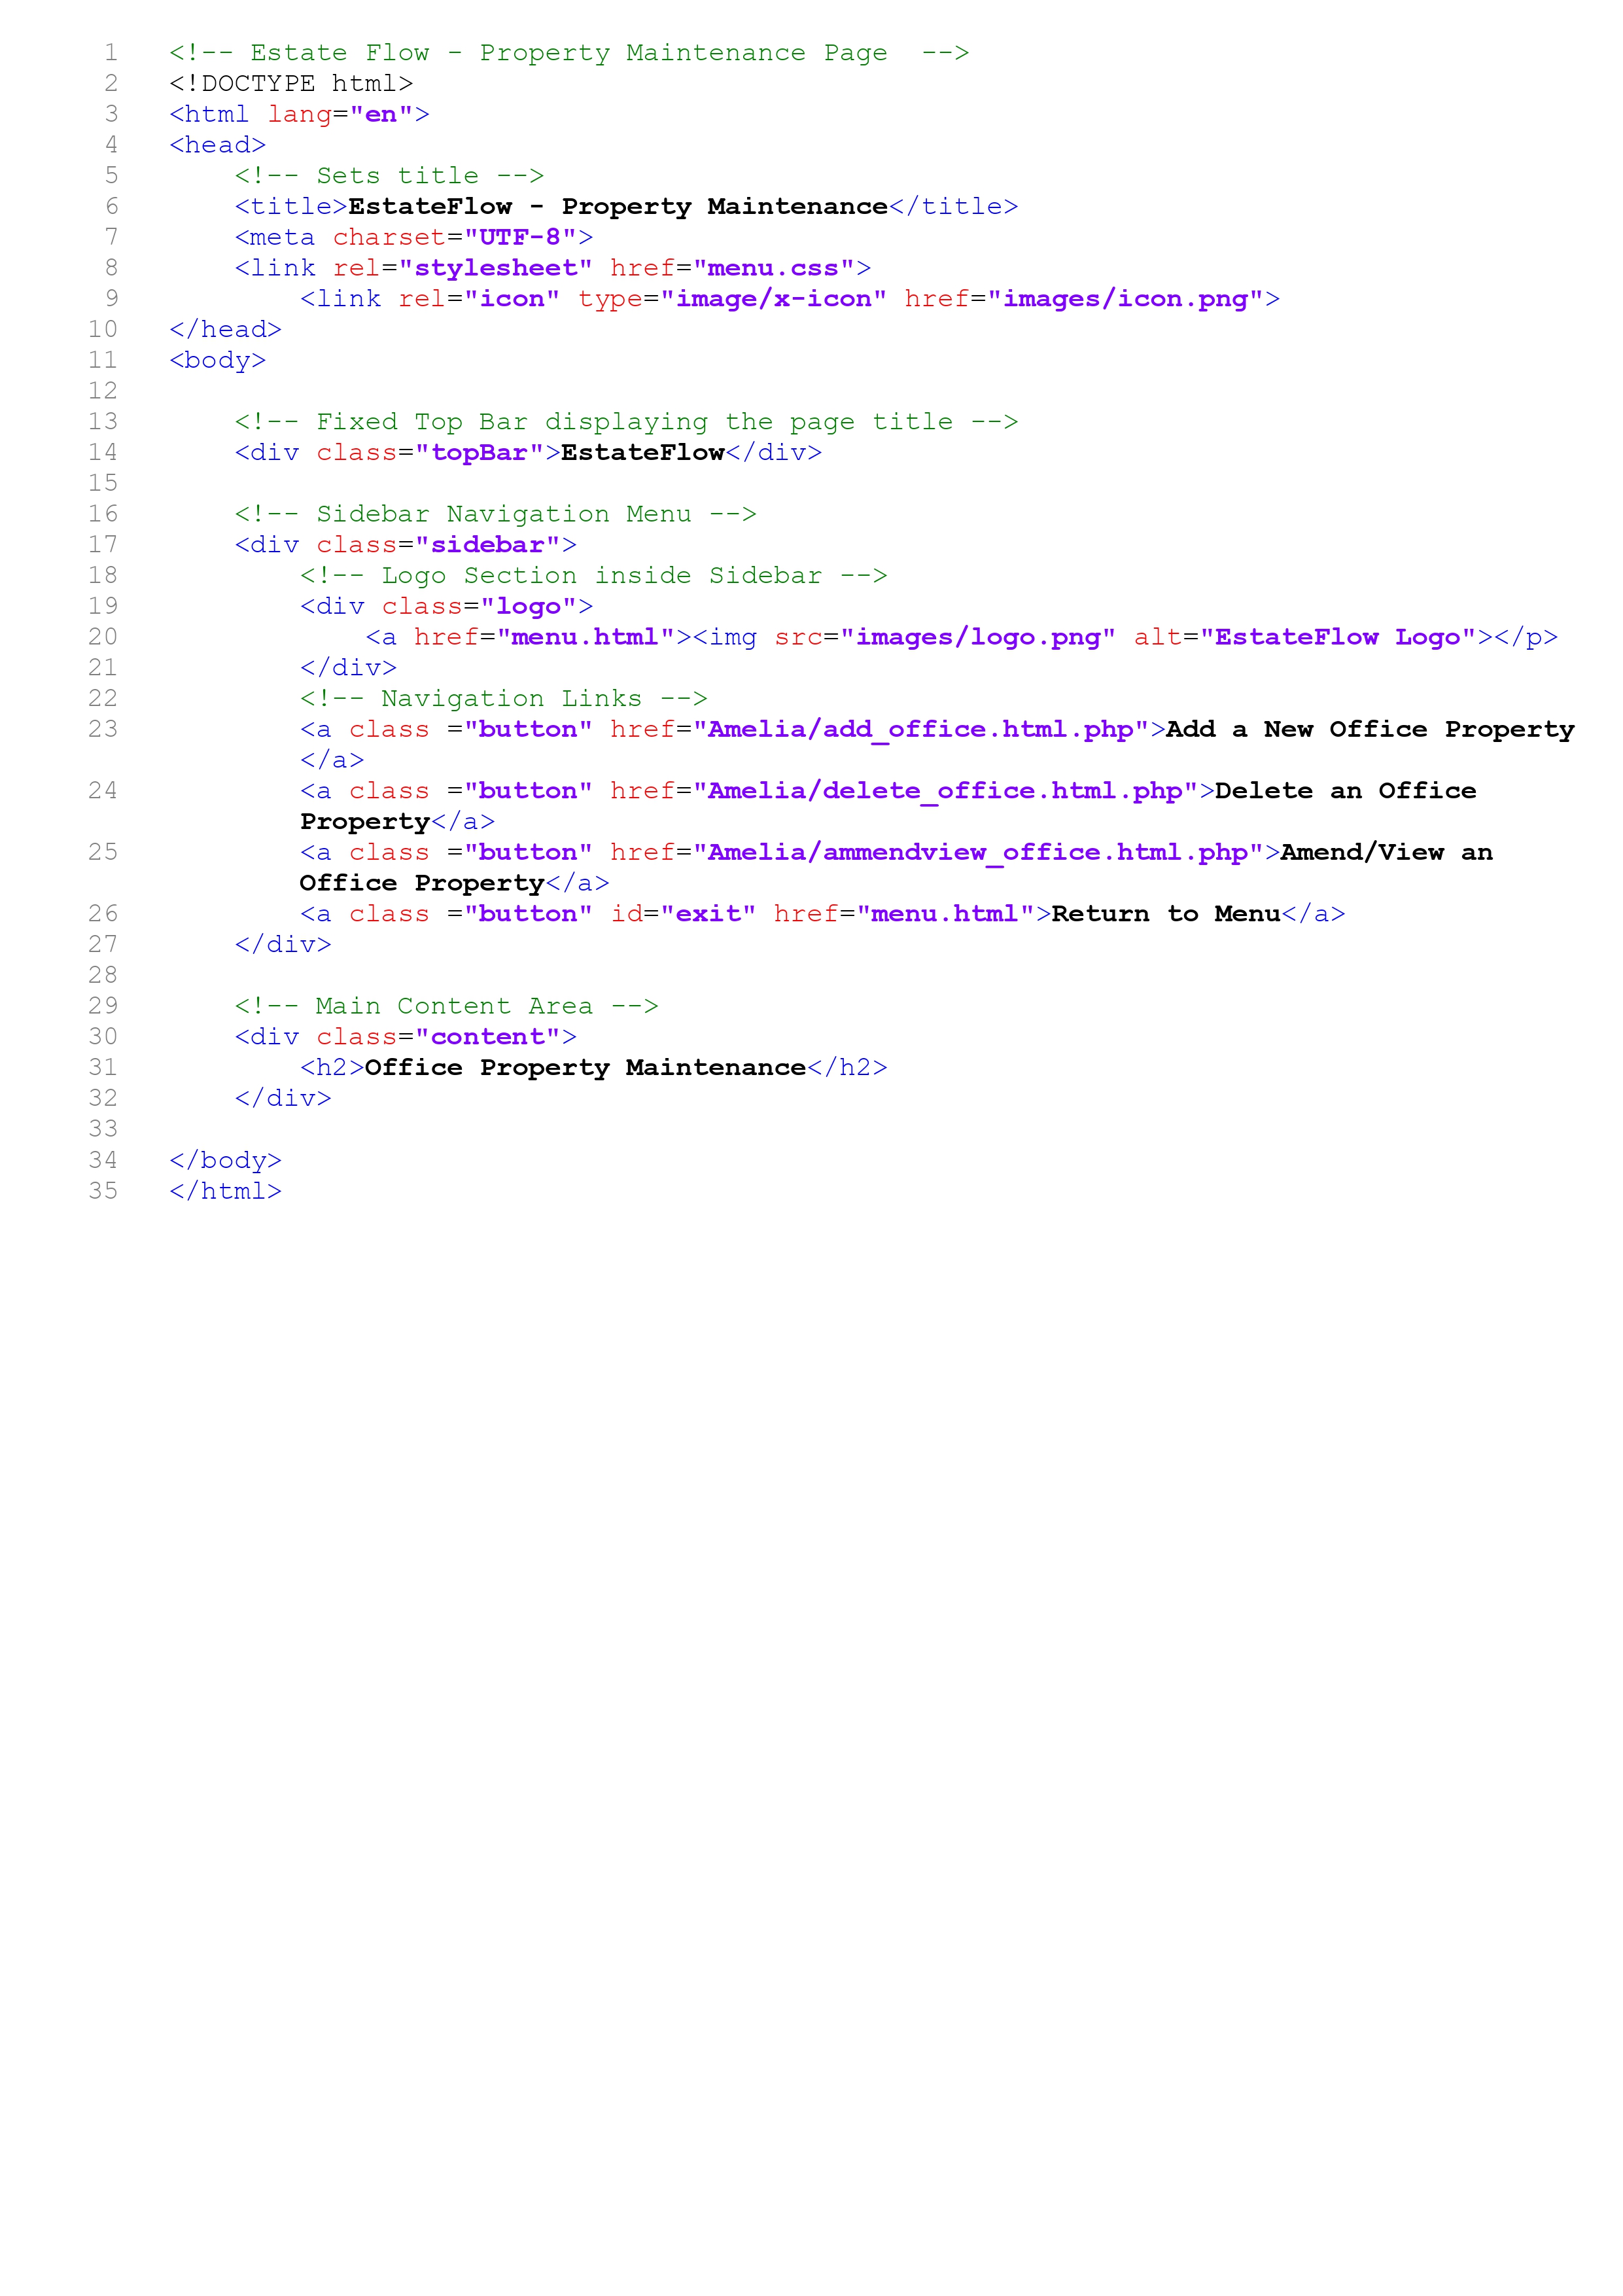 1 <!-- Estate Flow - Property Maintenance Page  -->
2 <!DOCTYPE html>
3 <html lang="en">
4 <head>
5     <!-- Sets title -->
6     <title>EstateFlow - Property Maintenance</title>
7     <meta charset="UTF-8">
8     <link rel="stylesheet" href="menu.css">
9         <link rel="icon" type="image/x-icon" href="images/icon.png">
10 </head>
11 <body>
12
13     <!-- Fixed Top Bar displaying the page title -->
14     <div class="topBar">EstateFlow</div>
15
16     <!-- Sidebar Navigation Menu -->
17     <div class="sidebar">
18         <!-- Logo Section inside Sidebar -->
19         <div class="logo">
20             <a href="menu.html"><img src="images/logo.png" alt="EstateFlow Logo"></p>
21         </div>
22         <!-- Navigation Links -->
23         <a class ="button" href="Amelia/add_office.html.php">Add a New Office Property
        </a>
24         <a class ="button" href="Amelia/delete_office.html.php">Delete an Office
        Property</a>
25         <a class ="button" href="Amelia/ammendview_office.html.php">Amend/View an
        Office Property</a>
26         <a class ="button" id="exit" href="menu.html">Return to Menu</a>
27     </div>
28
29     <!-- Main Content Area -->
30     <div class="content">
31         <h2>Office Property Maintenance</h2>
32     </div>
33
34 </body>
35 </html>